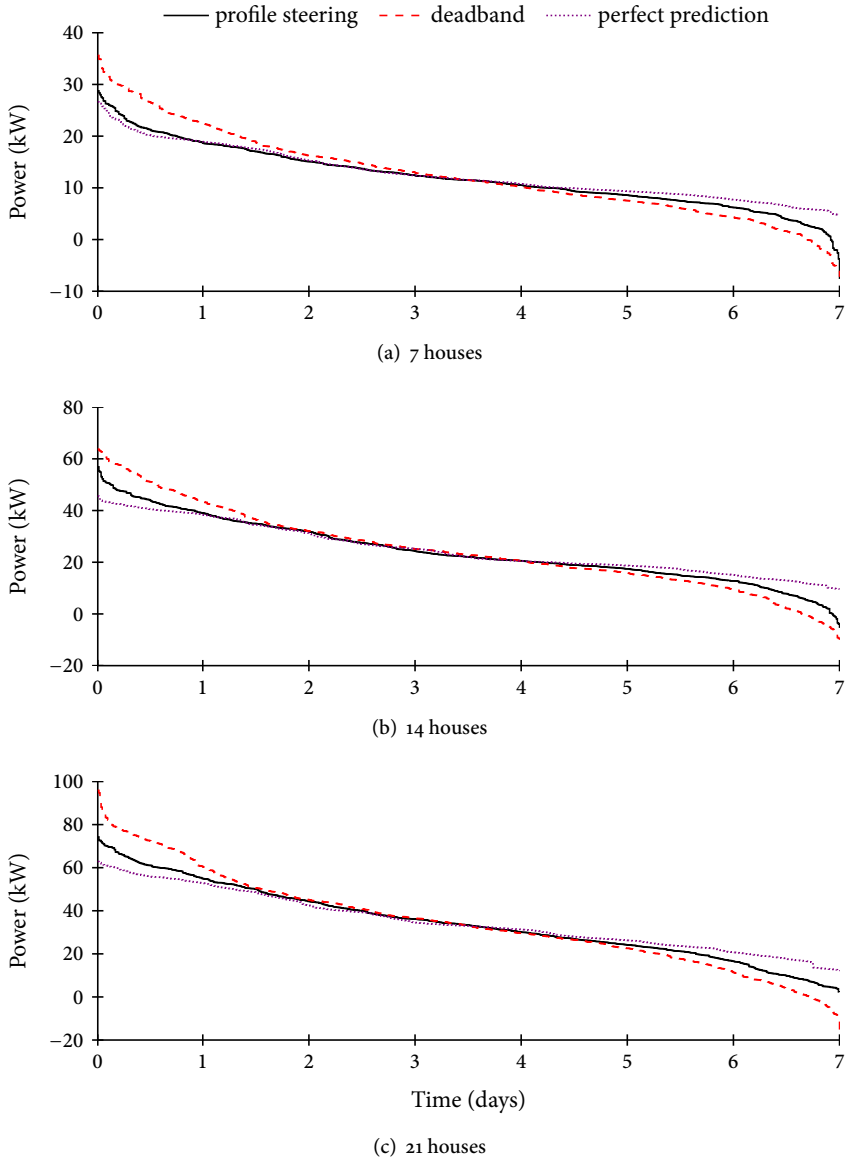 profile steering deadband perfect prediction
40
30
20
10
0
−10
Power (kW)
0 1 2 3 4 5 6 7
(a) 7 houses
80
60
40
20
0
−20
Power (kW)
0 1 2 3 4 5 6 7
(b) 14 houses
100
80
60
40
20
0
−20
Power (kW)
0 1 2 3 4 5 6 7
Time (days)
(c) 21 houses